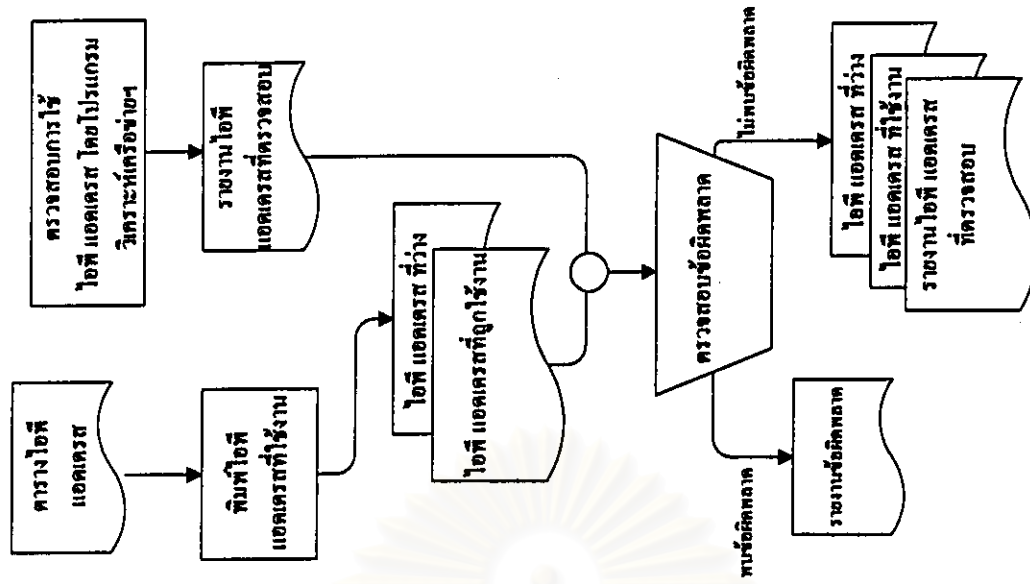 ตารางไอพี
แอดเดรส
พิมพ์ไอพี
แอดเดรสที่ใช้งาน
ตรวจสอบการใช้
ไอพี แอดเดรส โดยโปรแกรม
วิเคราะห์เครือข่ายฯ
รายงานไอพี
แอดเดรสที่ตรวจสอบ
ไอพี แอดเดรส ที่ว่าง
ไอพี แอดเดรสที่ถูกใช้งาน
ตรวจสอบข้อผิดพลาด
พบข้อผิดพลาด
รายงานข้อผิดพลาด
ไม่พบข้อผิดพลาด
ไอพี แอดเดรส ที่ว่าง
ไอพี แอดเดรส ที่ใช้งาน
รายงานไอพี แอดเดรส
ที่ตรวจสอบ